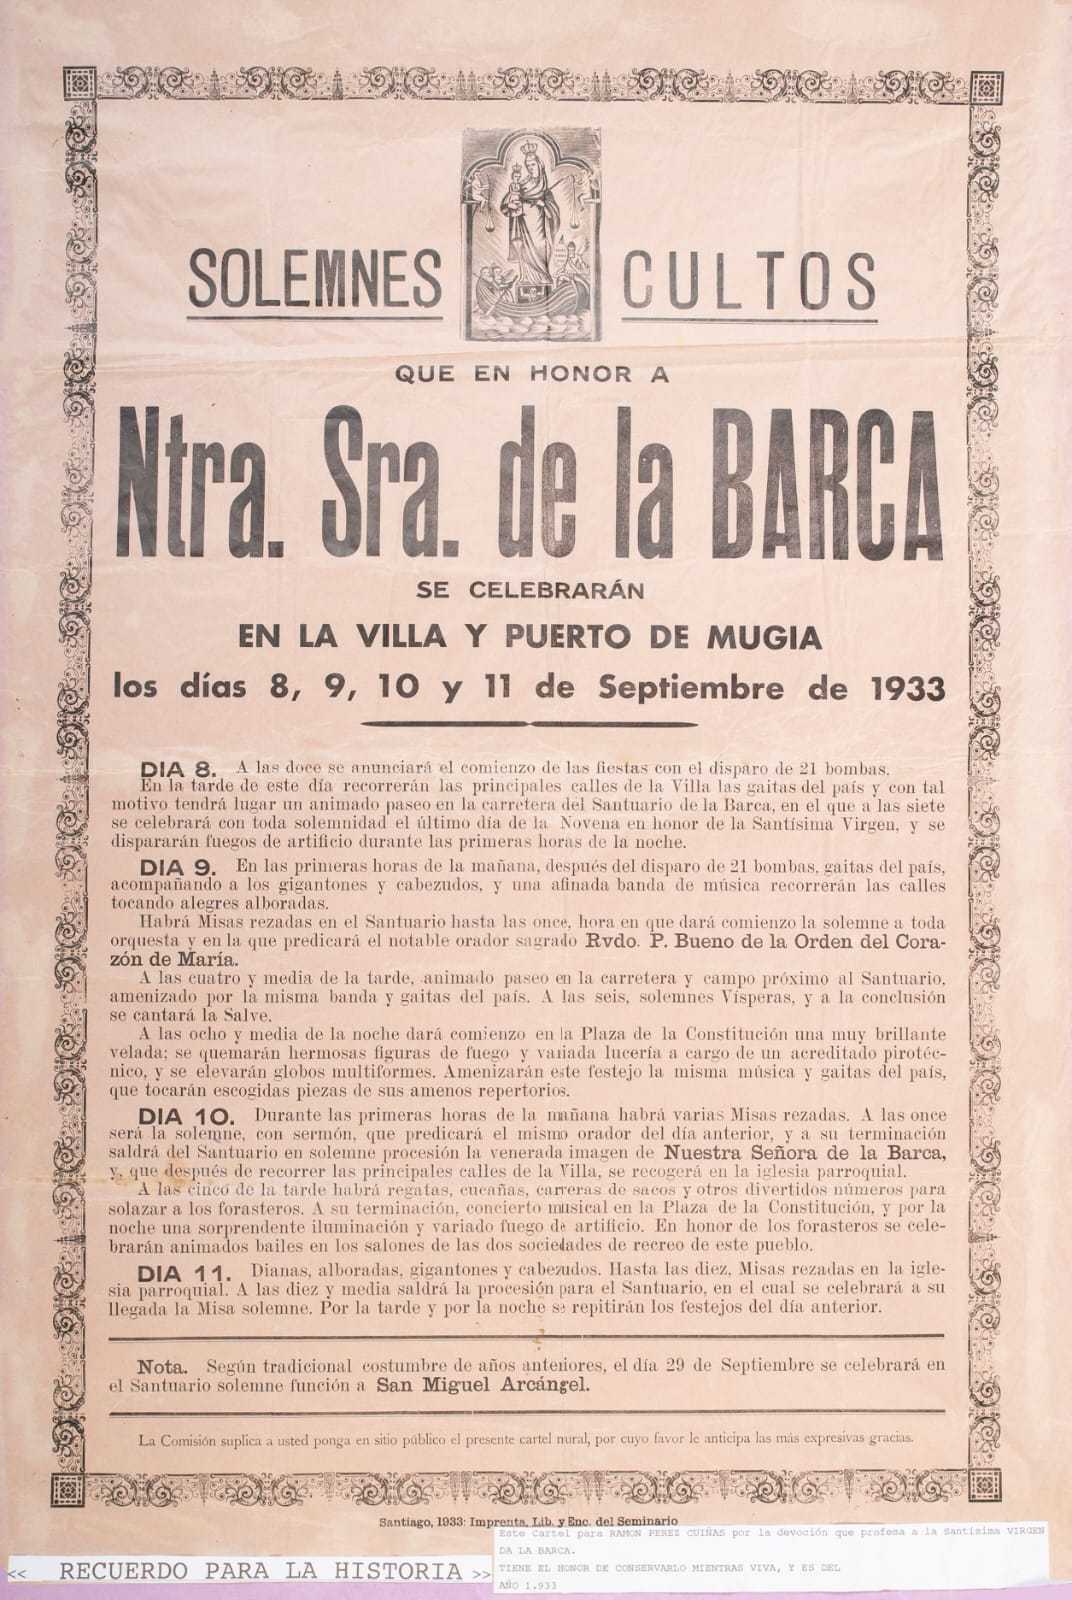 SOLEMNES CULTOS
QUE EN HONOR A
Ntra. Sra. de la BARCA
SE CELEBRARÁN
EN LA VILLA Y PUERTO DE MUGIA
los días 8, 9, 10 y 11 de Septiembre de 1933
DIA 8. A las doce se anunciará el comienzo de las fiestas con el disparo de 21 bombas.
En la tarde de este día recorrerán las principales calles de la Villa las gaitas del país y con tal
motivo tendrá lugar un animado paseo en la carretera del Santuario de la Barca, en el que a las siete
se celebrará con toda solemnidad el último día de la Novena en honor de la Santísima Virgen, y se
dispararán fuegos de artificio durante las primeras horas de la noche.
DIA 9. En las primeras horas de la mañana, después del disparo de 21 bombas, gaitas del país,
acompañando a los gigantones y cabezudos, y una afinada banda de música recorrerán las calles
tocando alegres alboradas.
Habrá Misas rezadas en el Santuario hasta las once, hora en que dará comienzo la solemne a toda
orquesta y en la que predicará el notable orador sagrado Rvdo. P. Bueno de la Orden del Cora-
zón de María.
A las cuatro y media de la tarde, animado paseo en la carretera y campo próximo al Santuario,
amenizado por la misma banda y gaitas del país. A las seis, solemnes Vísperas, y a la conclusión
se cantará la Salve.
A las ocho y media de la noche dará comienzo en la Plaza de la Constitución una muy brillante
velada; se quemarán hermosas figuras de fuego y variada lucería a cargo de un acreditado pirotéc-
nico, y se elevarán globos multiformes. Amenizarán este festejo la misma música y gaitas del país,
que tocarán escogidas piezas de sus amenos repertorios.
DIA 10. Durante las primeras horas de la mañana habrá varias Misas rezadas. A las once
será la solemne, con sermón, que predicará el mismo orador del día anterior, y a su terminación
saldrá del Santuario en solemne procesión la venerada imagen de Nuestra Señora de la Barca,
y, que después de recorrer las principales calles de la Villa, se recogerá en la iglesia parroquial.
A las cinco de la tarde habrá regatas, cucañas, carreras de sacos y otros divertidos números para
solazar a los forasteros. A su terminación, concierto musical en la Plaza de la Constitución, y por la
noche una sorprendente iluminación y variado fuego de artificio. En honor de los forasteros se cele-
brarán animados bailes en los salones de las dos sociedades de recreo de este pueblo.
DIA 11. Dianas, alboradas, gigantones y cabezudos. Hasta las diez, Misas rezadas en la igle-
sia parroquial. A las diez y media saldrá la procesión para el Santuario, en el cual se celebrará a su
llegada la Misa solemne. Por la tarde y por la noche se repitirán los festejos del día anterior.
Nota. Según tradicional costumbre de años anteriores, el día 29 de Septiembre se celebrará en
el Santuario solemne función a San Miguel Arcángel.
La Comisión suplica a usted ponga en sitio público el presente cartel mural, por cuyo favor le anticipa las más expresivas gracias.
Santiago, 1933: Imprenta, Lib. y Enc. del Seminario
<< RECUERDO PARA LA HISTORIA >>
Este Cartel para RAMON PEREZ CUIÑAS por la devoción que profesa a la Santísima VIRGEN
DA LA BARCA.
TIENE EL HONOR DE CONSERVARLO MIENTRAS VIVA, Y ES DEL
AÑO 1.933